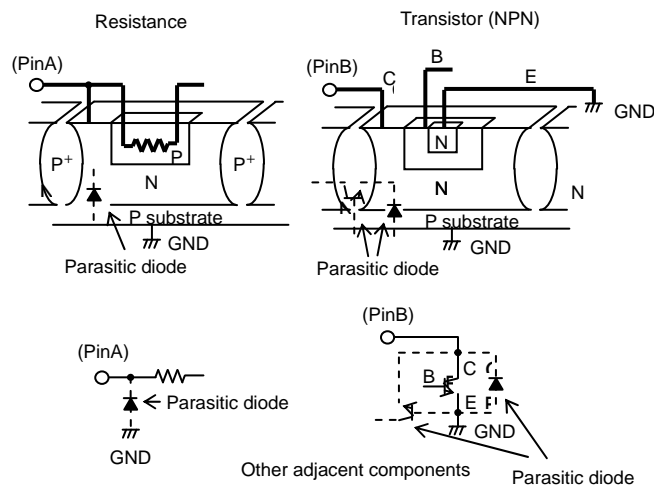 Resistance
Transistor (NPN)
(PinA)
(PinB)
C
B
E
GND
P+
P
P+
N
N
N
N
P substrate
GND
Parasitic diode
P substrate
GND
Parasitic diode
(PinA)
Parasitic diode
GND
(PinB)
C
B
E
GND
Other adjacent components
Parasitic diode